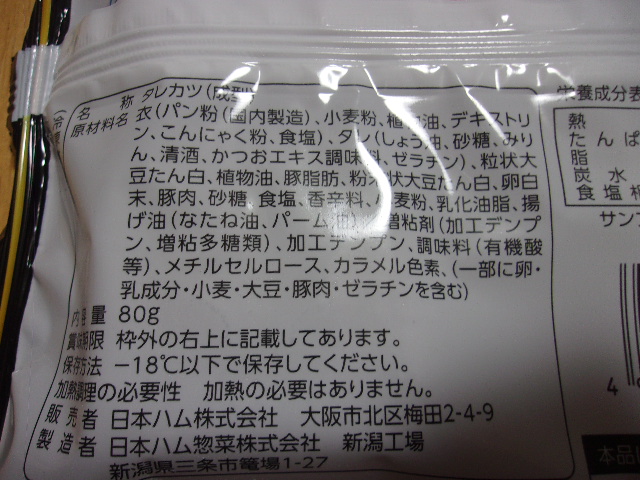 名称 タレカツ(成型)
原材料名 衣(パン粉(国内製造)、小麦粉、植物油、デキストリ
ン、こんにゃく粉、食塩)、タレ(しょうゆ、砂糖、みり
ん、清酒、かつおエキス調味料、ゼラチン)、粒状大
豆たん白、植物油、豚脂肪、粉末状大豆たん白、卵白
末、豚肉、砂糖、食塩、香辛料、小麦粉、乳化油脂、揚
げ油(なたね油、パーム油)/増粘剤(加工デンプ
ン、増粘多糖類)、加工デンプン、調味料(有機酸
等)、メチルセルロース、カラメル色素、(一部に卵・
乳成分・小麦・大豆・豚肉・ゼラチンを含む)
内容量 80g
賞味期限 枠外の右上に記載してあります。
保存方法 −18℃以下で保存してください。
加熱調理の必要性 加熱の必要はありません。
販売者 日本ハム株式会社 大阪市北区梅田2-4-9
製造者 日本ハム惣菜株式会社 新潟工場
新潟県三条市篭場1-27
栄養成分表
熱
たんぱ
脂
炭水
食塩相
サン
4
本品